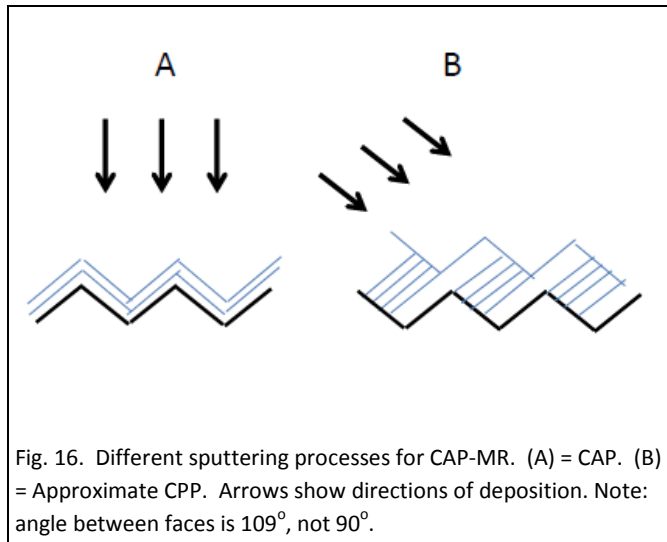 A B
Fig. 16. Different sputtering processes for CAP-MR. (A) = CAP. (B)
= Approximate CPP. Arrows show directions of deposition. Note:
angle between faces is 109°, not 90°.